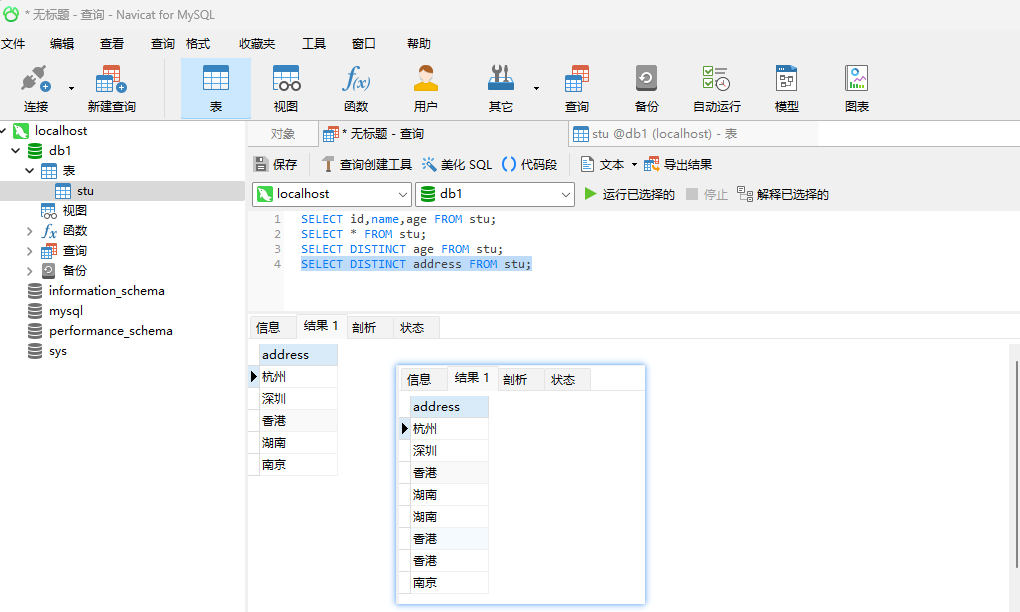 * 无标题 - 查询 - Navicat for MySQL
文件 编辑 查看 查询 格式 收藏夹 工具 窗口 帮助
连接 新建查询 表 视图 函数 用户 其它 查询 备份 自动运行 模型 图表
localhost
db1
表
stu
视图
函数
查询
备份
information_schema
mysql
performance_schema
sys
对象 * 无标题 - 查询 stu @db1 (localhost) - 表
保存 查询创建工具 美化 SQL () 代码段 文本 导出结果
localhost db1 运行已选择的 停止 解释已选择的
1 SELECT id,name,age FROM stu;
2 SELECT * FROM stu;
3 SELECT DISTINCT age FROM stu;
4 SELECT DISTINCT address FROM stu;
信息 结果 1 剖析 状态
address
杭州
深圳
香港
湖南
南京
信息 结果 1 剖析 状态
address
杭州
深圳
香港
湖南
湖南
香港
香港
南京